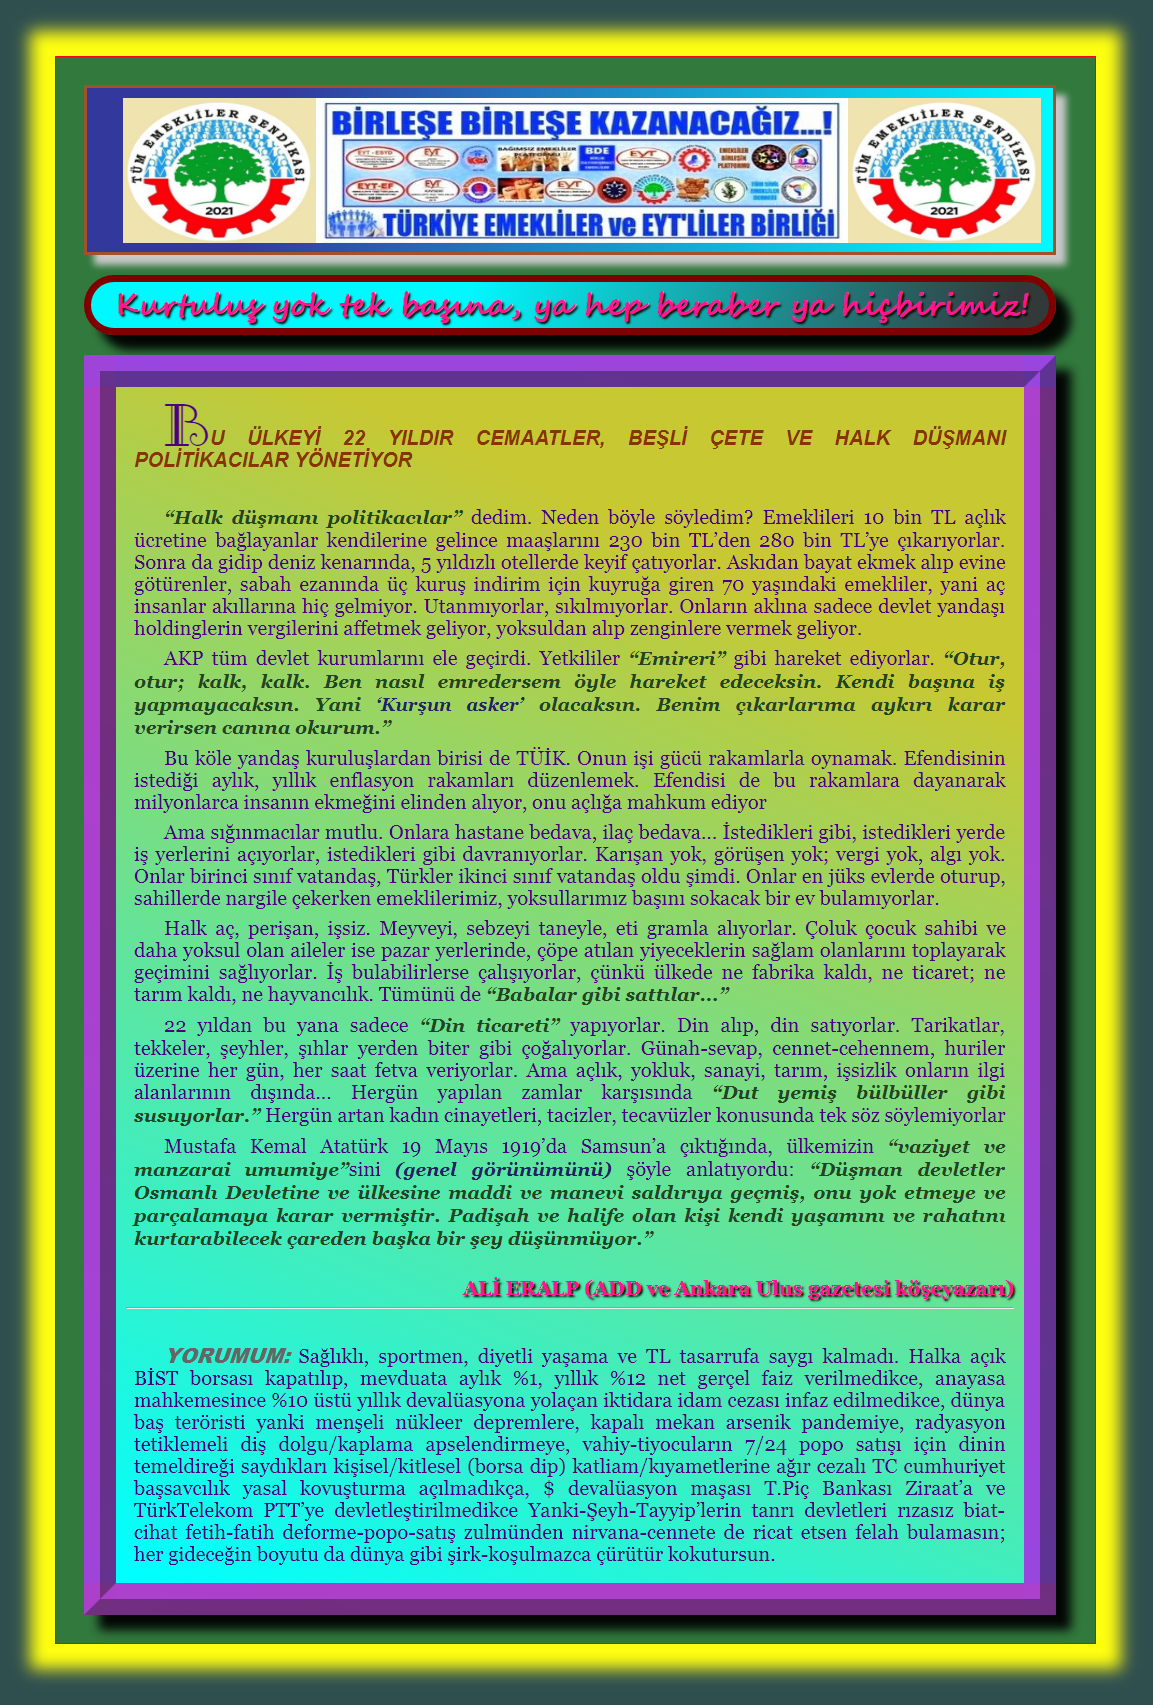 TÜM EMEKLİLER SENDİKASI
2021
BİRLEŞE BİRLEŞE KAZANACAĞIZ...!
EYT - ESYD
EYT
BAĞIMSIZ EMEKLİLER PLATFORMU
BDE
EYT
EMEKLİLER BİRLEŞİN PLATFORMU
EYT-EF
EYT
EYT
TÜRKİYE EMEKLİLER ve EYT'LİLER BİRLİĞİ
TÜM EMEKLİLER SENDİKASI
2021
Kurtuluş yok tek başına, ya hep beraber ya hiçbirimiz!
BU ÜLKEYİ 22 YILDIR CEMAATLER, BEŞLİ ÇETE VE HALK DÜŞMANI
POLİTİKACILAR YÖNETİYOR
“Halk düşmanı politikacılar” dedim. Neden böyle söyledim? Emeklileri 10 bin TL açlık
ücretine bağlayanlar kendilerine gelince maaşlarını 230 bin TL’den 280 bin TL’ye çıkarıyorlar.
Sonra da gidip deniz kenarında, 5 yıldızlı otellerde keyif çatıyorlar. Askıdan bayat ekmek alıp evine
götürenler, sabah ezanında üç kuruş indirim için kuyruğa giren 70 yaşındaki emekliler, yani aç
insanlar akıllarına hiç gelmiyor. Utanmıyorlar, sıkılmıyorlar. Onların aklına sadece devlet yandaşı
holdinglerin vergilerini affetmek geliyor, yoksuldan alıp zenginlere vermek geliyor.
AKP tüm devlet kurumlarını ele geçirdi. Yetkililer “Emireri” gibi hareket ediyorlar. “Otur,
otur; kalk, kalk. Ben nasıl emredersem öyle hareket edeceksin. Kendi başına iş
yapmayacaksın. Yani ‘Kurşun asker’ olacaksın. Benim çıkarlarıma aykırı karar
verirsen canına okurum.”
Bu köle yandaş kuruluşlardan birisi de TÜİK. Onun işi gücü rakamlarla oynamak. Efendisinin
istediği aylık, yıllık enflasyon rakamları düzenlemek. Efendisi de bu rakamlara dayanarak
milyonlarca insanın ekmeğini elinden alıyor, onu açlığa mahkum ediyor
Ama sığınmacılar mutlu. Onlara hastane bedava, ilaç bedava... İstedikleri gibi, istedikleri yerde
iş yerlerini açıyorlar, istedikleri gibi davranıyorlar. Karışan yok, görüşen yok; vergi yok, algı yok.
Onlar birinci sınıf vatandaş, Türkler ikinci sınıf vatandaş oldu şimdi. Onlar en jüks evlerde oturup,
sahillerde nargile çekerken emeklilerimiz, yoksullarımız başını sokacak bir ev bulamıyorlar.
Halk aç, perişan, işsiz. Meyveyi, sebzeyi taneyle, eti gramla alıyorlar. Çoluk çocuk sahibi ve
daha yoksul olan aileler ise pazar yerlerinde, çöpe atılan yiyeceklerin sağlam olanlarını toplayarak
geçimini sağlıyorlar. İş bulabilirlerse çalışıyorlar, çünkü ülkede ne fabrika kaldı, ne ticaret; ne
tarım kaldı, ne hayvancılık. Tümünü de “Babalar gibi sattılar...”
22 yıldan bu yana sadece “Din ticareti” yapıyorlar. Din alıp, din satıyorlar. Tarikatlar,
tekkeler, şeyhler, şıhlar yerden biter gibi çoğalıyorlar. Günah-sevap, cennet-cehennem, huriler
üzerine her gün, her saat fetva veriyorlar. Ama açlık, yokluk, sanayi, tarım, işsizlik onların ilgi
alanlarının dışında... Hergün yapılan zamlar karşısında “Dut yemiş bülbüller gibi
susuyorlar.” Hergün artan kadın cinayetleri, tacizler, tecavüzler konusunda tek söz söylemiyorlar
Mustafa Kemal Atatürk 19 Mayıs 1919’da Samsun’a çıktığında, ülkemizin “vaziyet ve
manzarai umumiye”sini (genel görünümünü) şöyle anlatıyordu: “Düşman devletler
Osmanlı Devletine ve ülkesine maddi ve manevi saldırıya geçmiş, onu yok etmeye ve
parçalamaya karar vermiştir. Padişah ve halife olan kişi kendi yaşamını ve rahatını
kurtarabilecek çareden başka bir şey düşünmüyor.”
ALİ ERALP (ADD ve Ankara Ulus gazetesi köşeyazarı)
YORUMUM: Sağlıklı, sportmen, diyetli yaşama ve TL tasarrufa saygı kalmadı. Halka açık
BİST borsası kapatılıp, mevduata aylık %1, yıllık %12 net gerçel faiz verilmedikce, anayasa
mahkemesince %10 üstü yıllık devalüasyona yolaçan iktidara idam cezası infaz edilmedikce, dünya
baş teröristi yanki menşeli nükleer depremlere, kapalı mekan arsenik pandemiye, radyasyon
tetiklemeli diş dolgu/kaplama apselendirmeye, vahiy-tiyocuların 7/24 popo satışı için dinin
temeldireği saydıkları kişisel/kitlesel (borsa dip) katliam/kıyametlerine ağır cezalı TC cumhuriyet
başsavcılık yasal kovuşturma açılmadıkça, $ devalüasyon maşası T.Piç Bankası Ziraat’a ve
TürkTelekom PTT’ye devletleştirilmedikce Yanki-Şeyh-Tayyip’lerin tanrı devletleri rızasız biat-
cihat fetih-fatih deforme-popo-satış zulmünden nirvana-cennete de ricat etsen felah bulamasın;
her gideceğin boyutu da dünya gibi şirk-koşulmazca çürütür kokutursun.